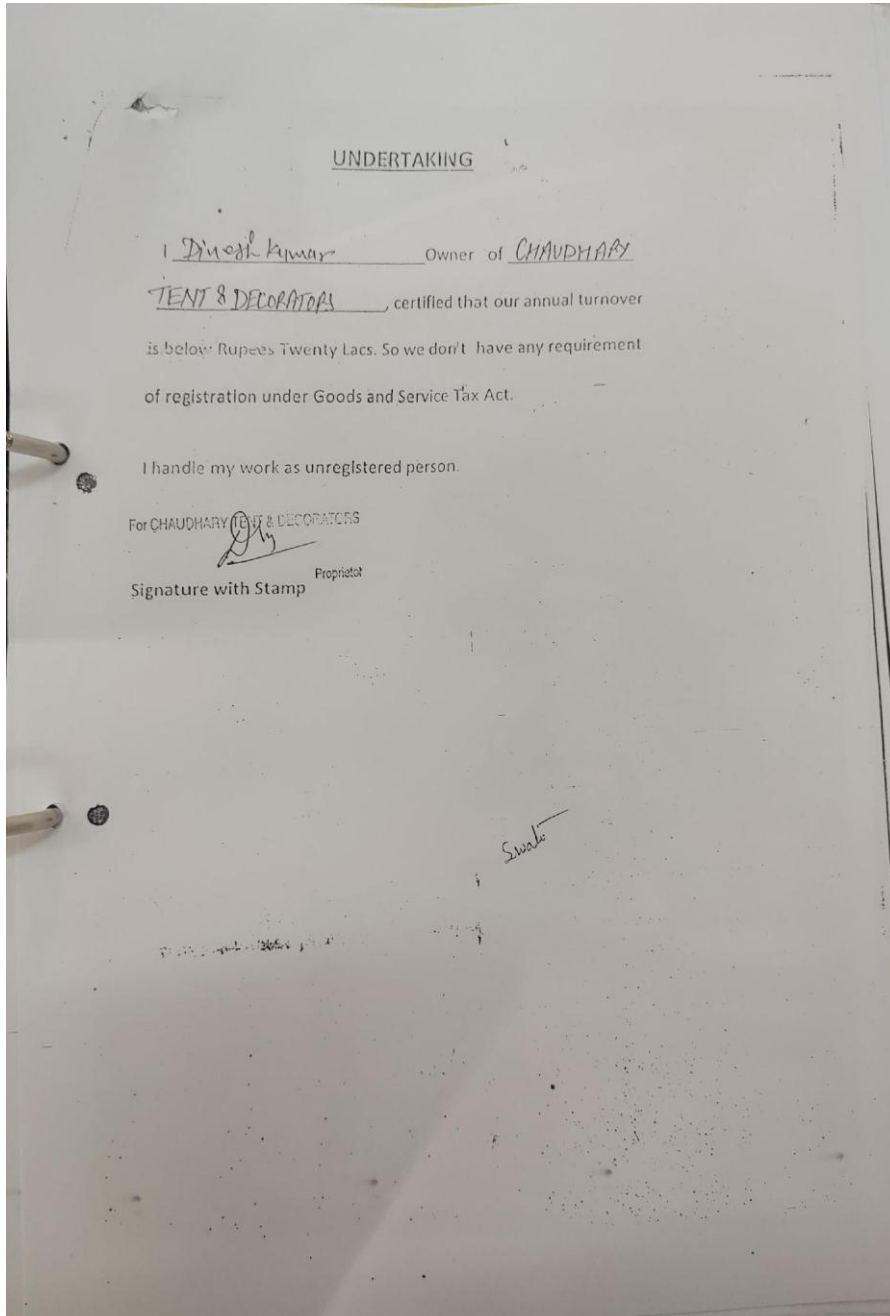 UNDERTAKING
I Dinesh Kumar Owner of CHAUDHARY
TENT & DECORATORS, certified that our annual turnover
is below Rupees Twenty Lacs. So we don't have any requirement
of registration under Goods and Service Tax Act.
I handle my work as unregistered person.
For CHAUDHARY TENT & DECORATORS
Proprietor
Signature with Stamp
Swati